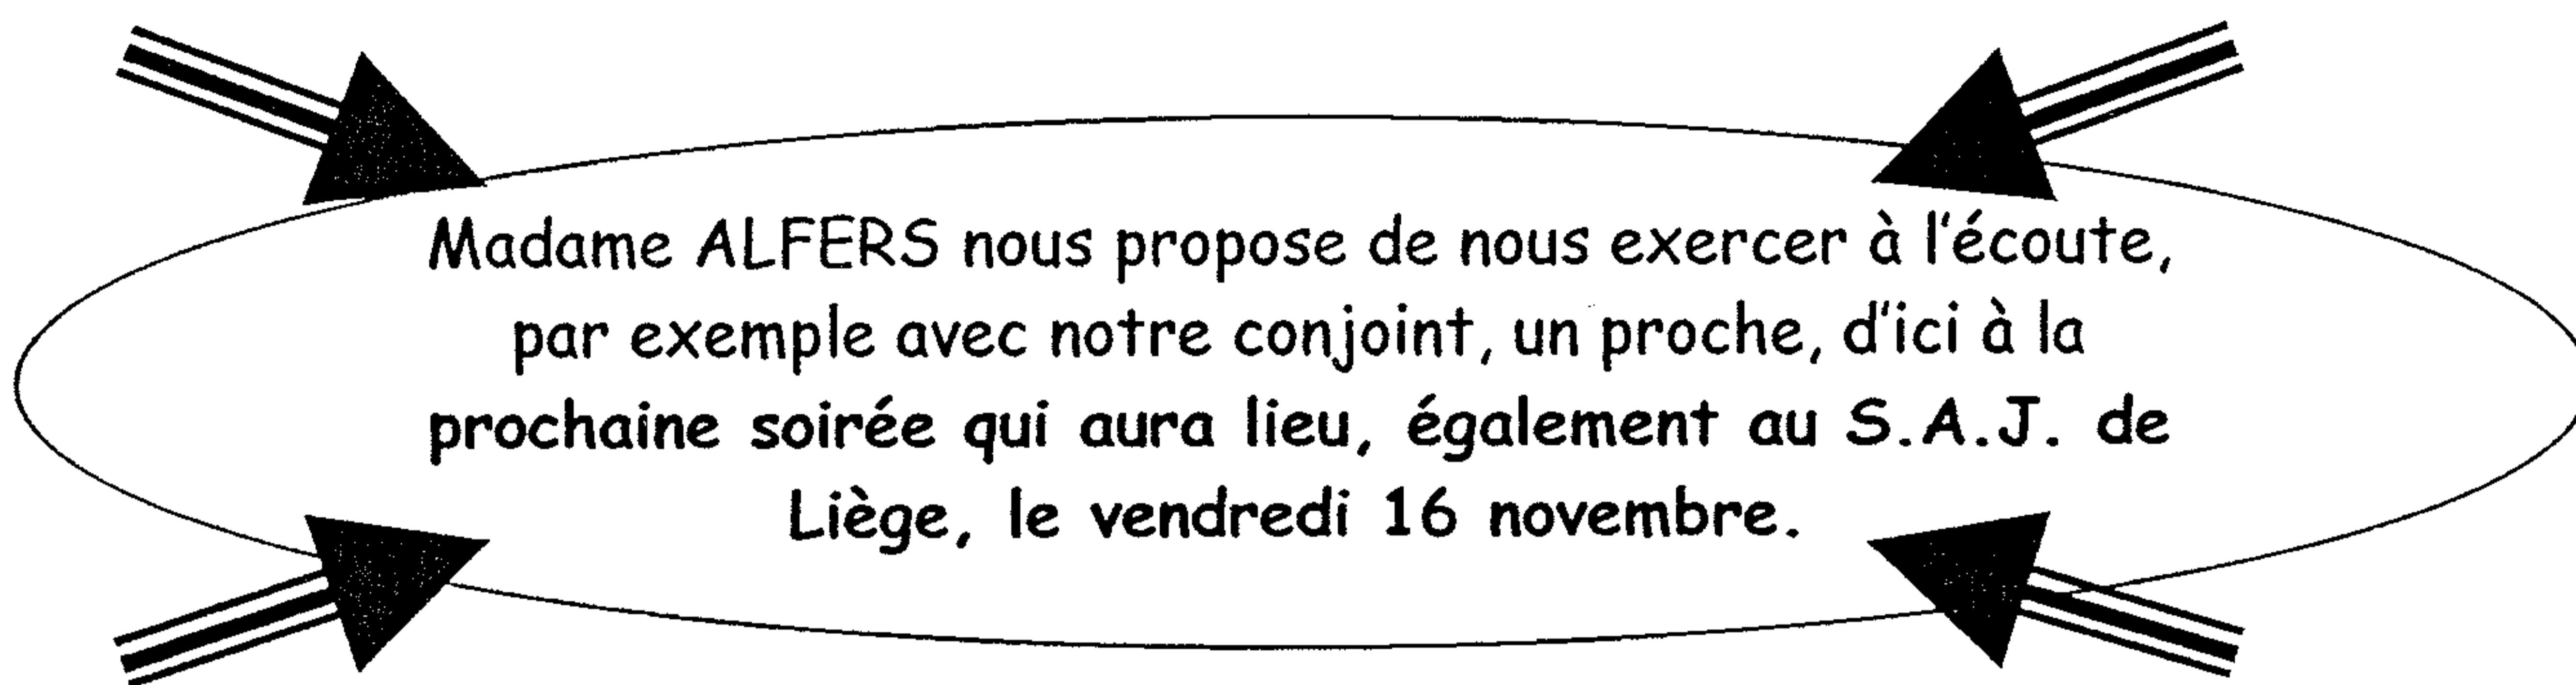 Madame ALFERS nous propose de nous exercer à l'écoute,
par exemple avec notre conjoint, un proche, d'ici à la
prochaine soirée qui aura lieu, également au S.A.J. de
Liège, le vendredi 16 novembre.